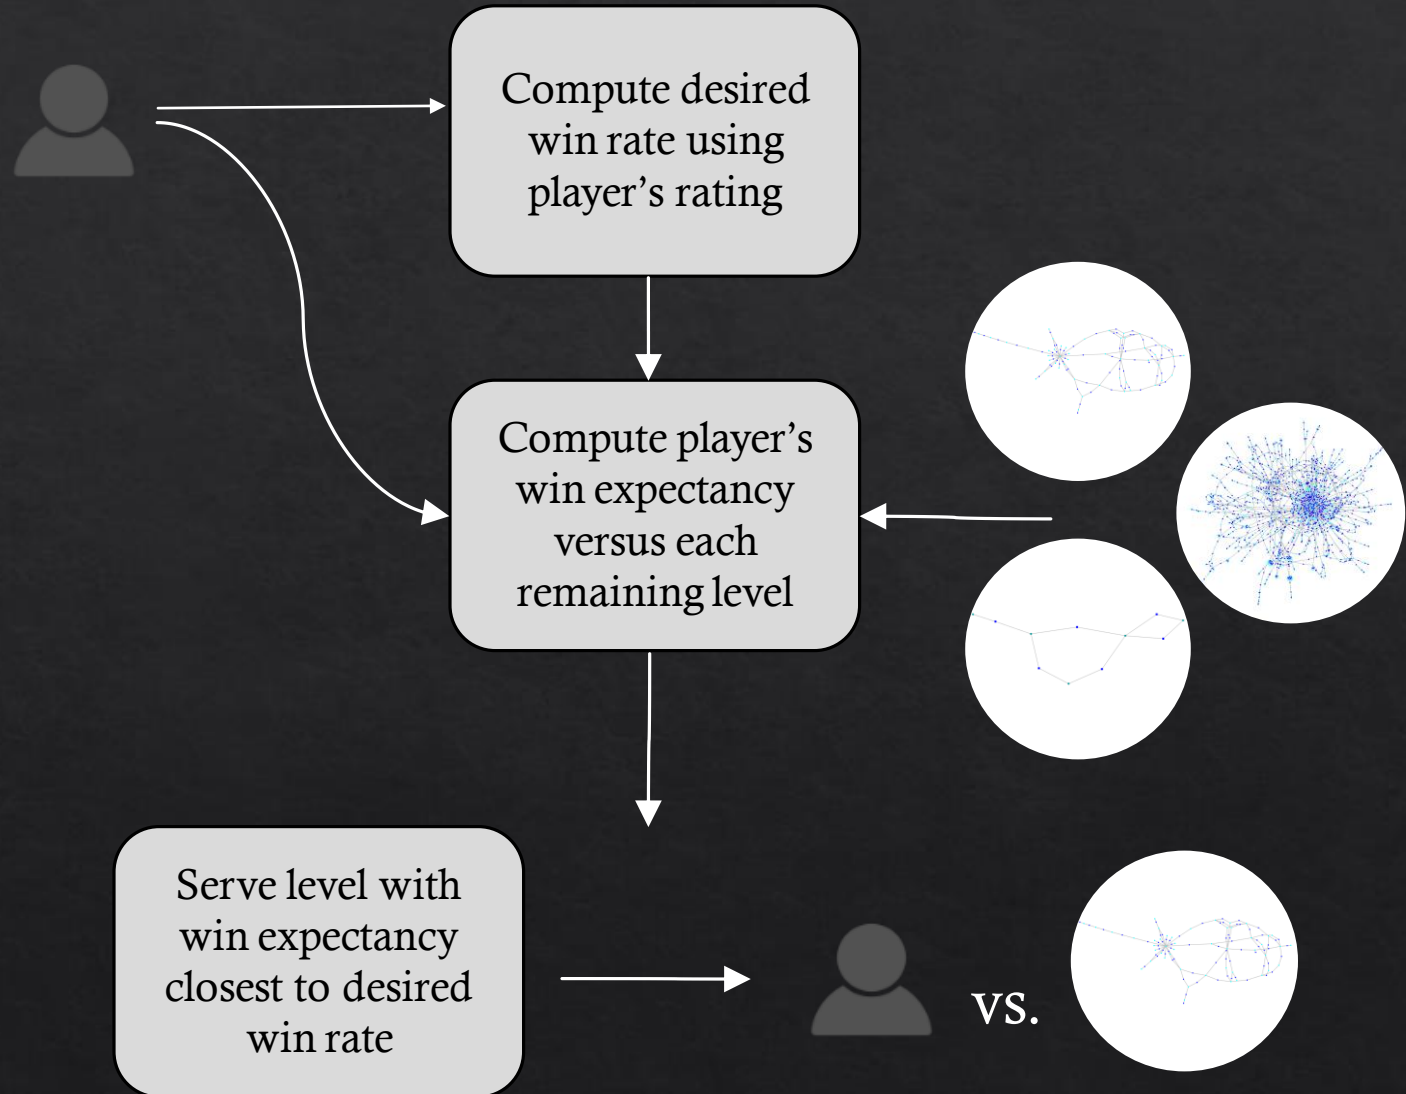 Compute desired
win rate using
player’s rating
Compute player’s
win expectancy
versus each
remaining level
Serve level with
win expectancy
closest to desired
win rate
vs.